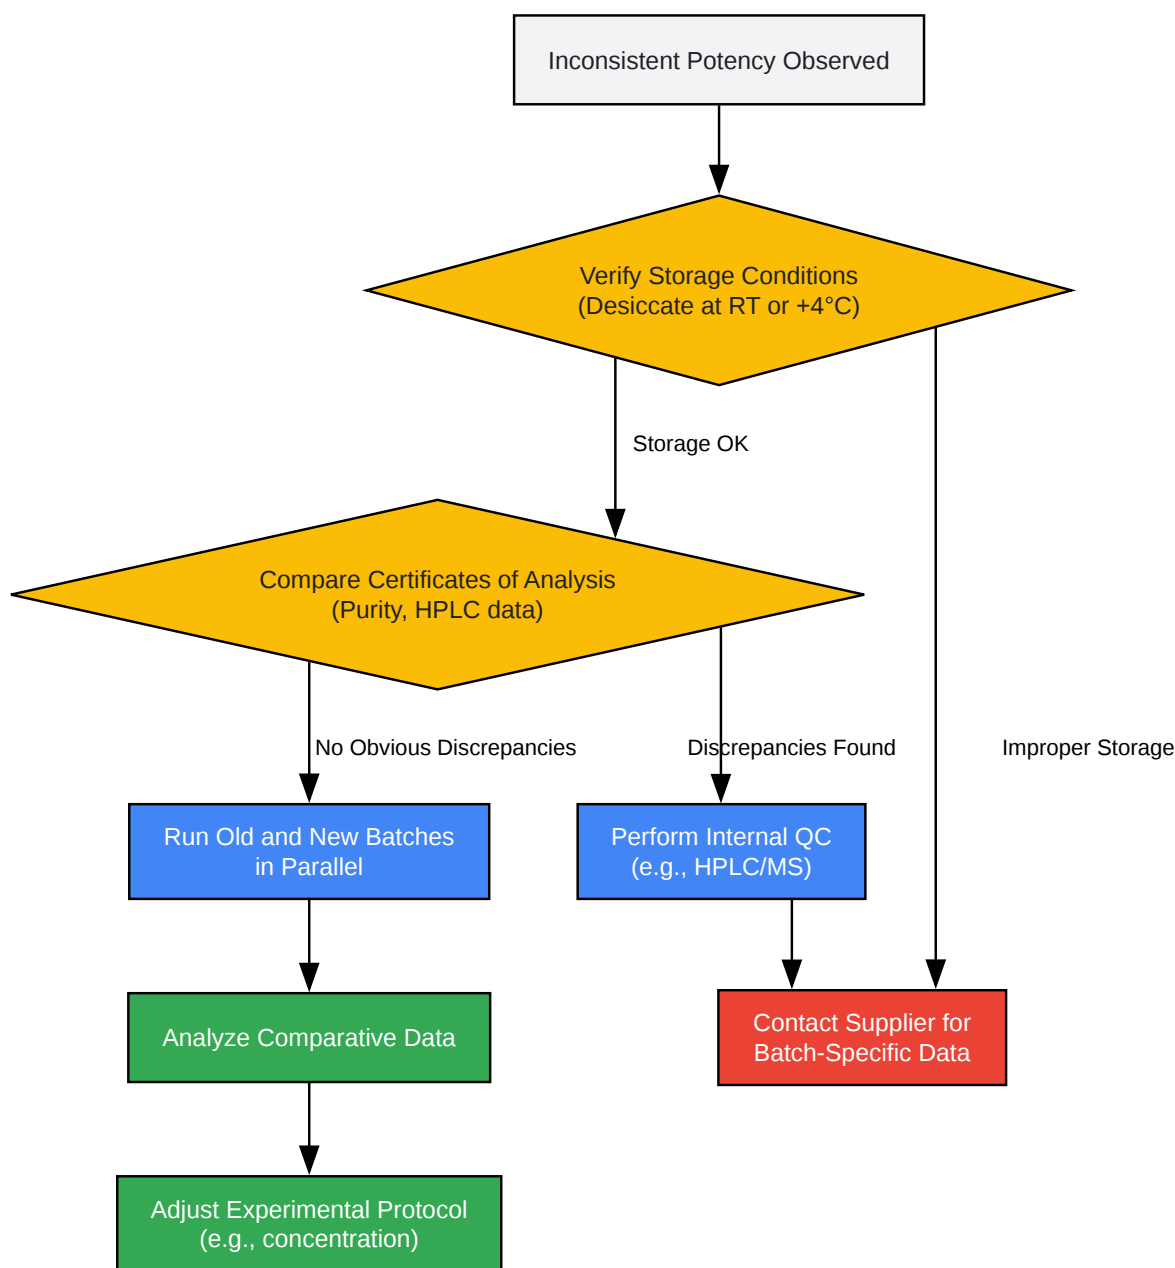 Inconsistent Potency Observed
Verify Storage Conditions
(Desiccate at RT or +4°C)
Storage OK
Compare Certificates of Analysis
(Purity, HPLC data)
No Obvious Discrepancies
Discrepancies Found
Improper Storage
Run Old and New Batches
in Parallel
Perform Internal QC
(e.g., HPLC/MS)
Analyze Comparative Data
Contact Supplier for
Batch-Specific Data
Adjust Experimental Protocol
(e.g., concentration)